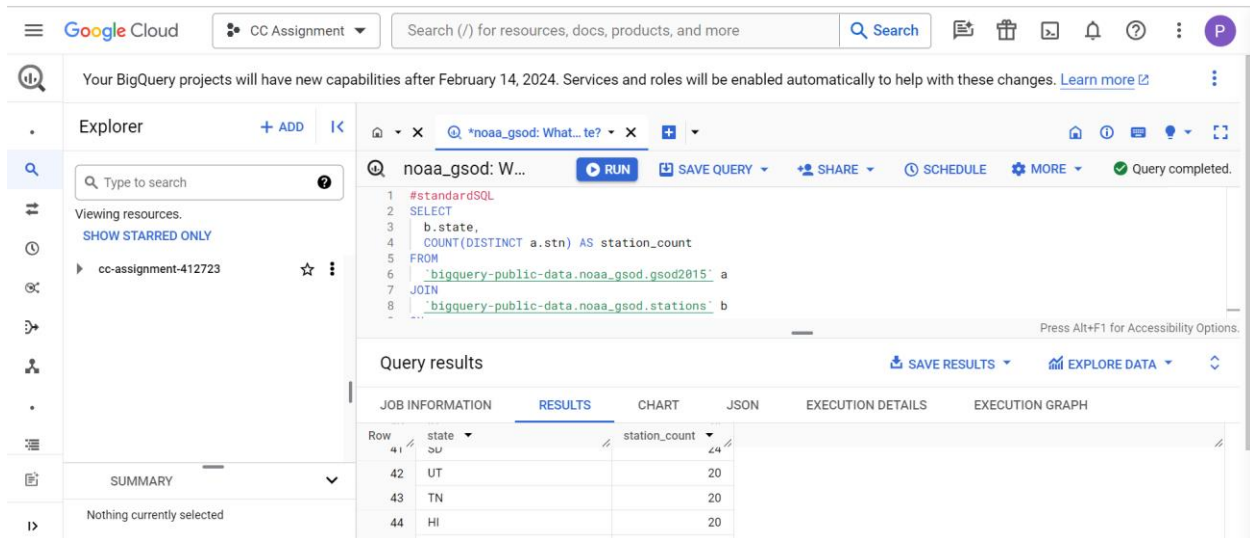 Google Cloud
CC Assignment
Search (/) for resources, docs, products, and more
Search
P
Your BigQuery projects will have new capabilities after February 14, 2024. Services and roles will be enabled automatically to help with these changes. Learn more
Explorer
+ ADD
*noaa_gsod: What... te?
noaa_gsod: W...
RUN
SAVE QUERY
SHARE
SCHEDULE
MORE
Query completed.
Type to search
Viewing resources.
SHOW STARRED ONLY
cc-assignment-412723
1 #standardSQL
2 SELECT
3 b.state,
4 COUNT(DISTINCT a.stn) AS station_count
5 FROM
6 `bigquery-public-data.noaa_gsod.gsod2015` a
7 JOIN
8 `bigquery-public-data.noaa_gsod.stations` b
Press Alt+F1 for Accessibility Options.
Query results
SAVE RESULTS
EXPLORE DATA
JOB INFORMATION RESULTS CHART JSON EXECUTION DETAILS EXECUTION GRAPH
Row state station_count
41 SD 24
42 UT 20
43 TN 20
44 HI 20
SUMMARY
Nothing currently selected